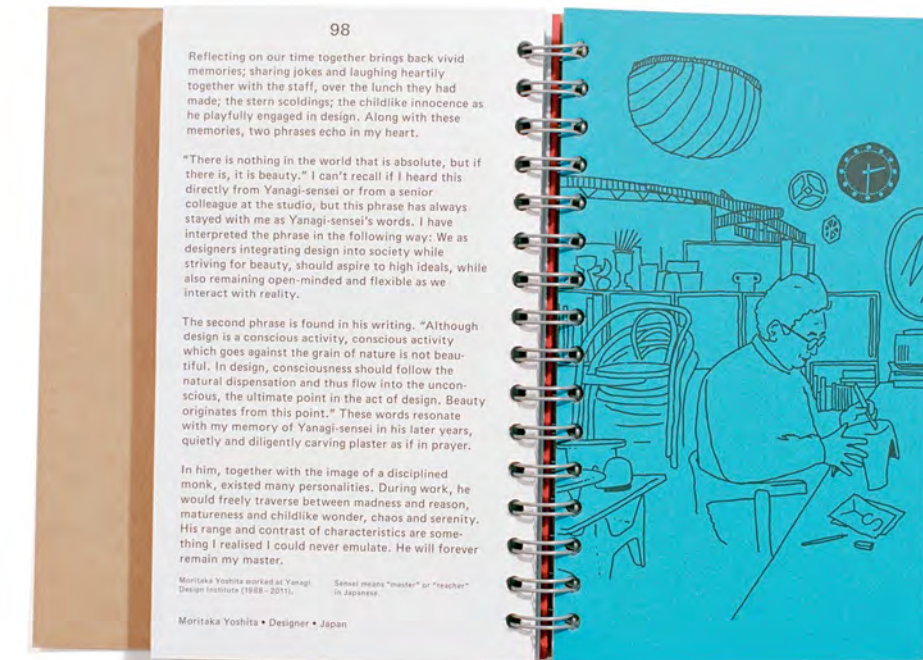 98
Reflecting on our time together brings back vivid
memories; sharing jokes and laughing heartily
together with the staff, over the lunch they had
made; the stern scoldings; the childlike innocence as
he playfully engaged in design. Along with these
memories, two phrases echo in my heart.
“There is nothing in the world that is absolute, but if
there is, it is beauty.” I can’t recall if I heard this
directly from Yanagi-sensei or from a senior
colleague at the studio, but this phrase has always
stayed with me as Yanagi-sensei’s words. I have
interpreted the phrase in the following way: We as
designers integrating design into society while
striving for beauty, should aspire to high ideals, while
also remaining open-minded and flexible as we
interact with reality.
The second phrase is found in his writing. “Although
design is a conscious activity, conscious activity
which goes against the grain of nature is not beau-
tiful. In design, consciousness should follow the
natural dispensation and thus flow into the uncon-
scious, the ultimate point in the act of design. Beauty
originates from this point.” These words resonate
with my memory of Yanagi-sensei in his later years,
quietly and diligently carving plaster as if in prayer.
In him, together with the image of a disciplined
monk, existed many personalities. During work, he
would freely traverse between madness and reason,
matureness and childlike wonder, chaos and serenity.
His range and contrast of characteristics are some-
thing I realised I could never emulate. He will forever
remain my master.
Moritaka Yoshita worked at Yanagi
Design Institute (1988 – 2011).
Sensei means “master” or “teacher”
in Japanese.
Moritaka Yoshita • Designer • Japan